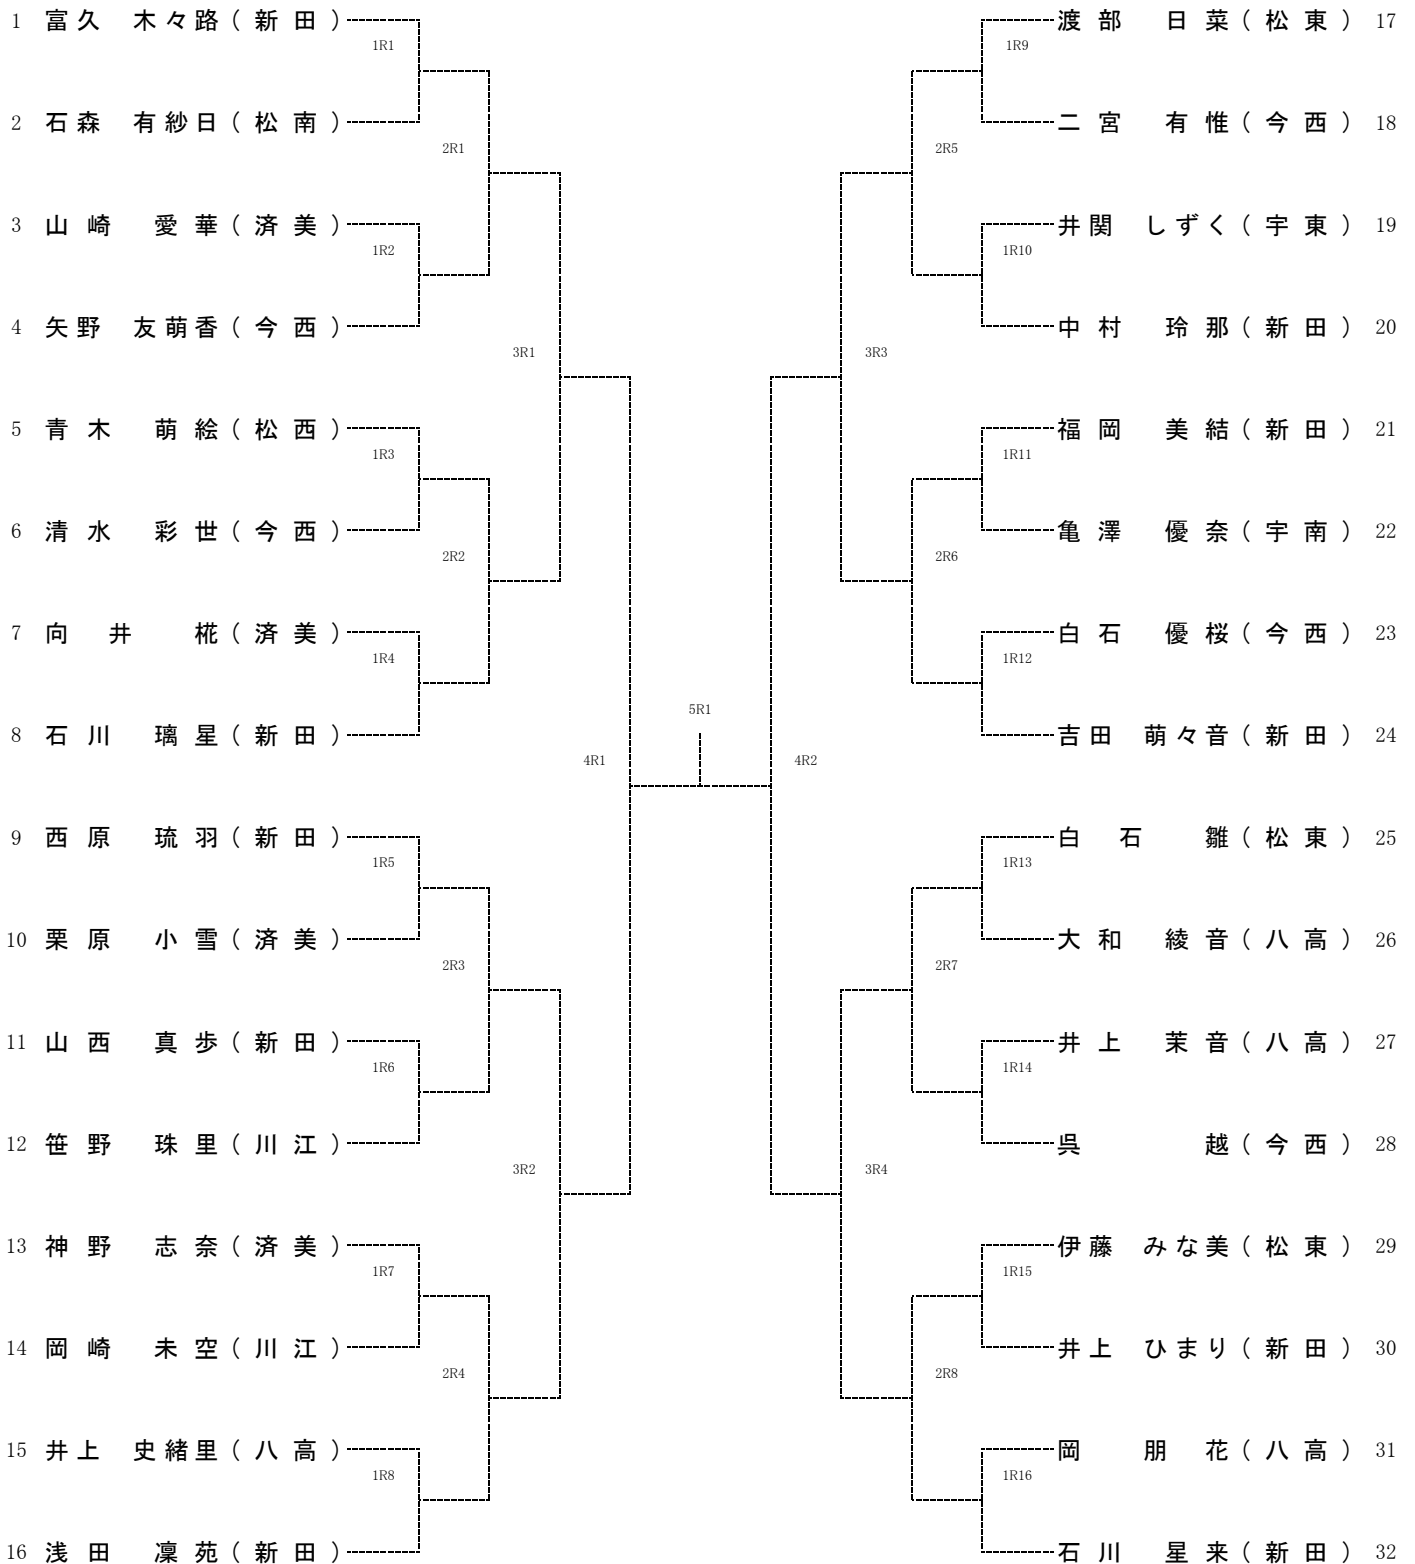 1 富久 木々路（新田）
1R1
2 石森 有紗日（松南）
2R1
3 山崎 愛華（済美）
1R2
4 矢野 友萌香（今西）
3R1
5 青木 萌絵（松西）
1R3
6 清水 彩世（今西）
2R2
7 向井 椛（済美）
1R4
8 石川 璃星（新田）
4R1
9 西原 琉羽（新田）
1R5
10 栗原 小雪（済美）
2R3
11 山西 真歩（新田）
1R6
12 笹野 珠里（川江）
3R2
13 神野 志奈（済美）
1R7
14 岡崎 未空（川江）
2R4
15 井上 史緒里（八高）
1R8
16 浅田 凜苑（新田）
5R1
渡部 日菜（松東） 17
1R9
二宮 有惟（今西） 18
2R5
井関 しずく（宇東） 19
1R10
中村 玲那（新田） 20
3R3
福岡 美結（新田） 21
1R11
亀澤 優奈（宇南） 22
2R6
白石 優桜（今西） 23
1R12
吉田 萌々音（新田） 24
4R2
白石 雛（松東） 25
1R13
大和 綾音（八高） 26
2R7
井上 茉音（八高） 27
1R14
呉 越（今西） 28
3R4
伊藤 みな美（松東） 29
1R15
井上 ひまり（新田） 30
2R8
岡 朋花（八高） 31
1R16
石川 星来（新田） 32